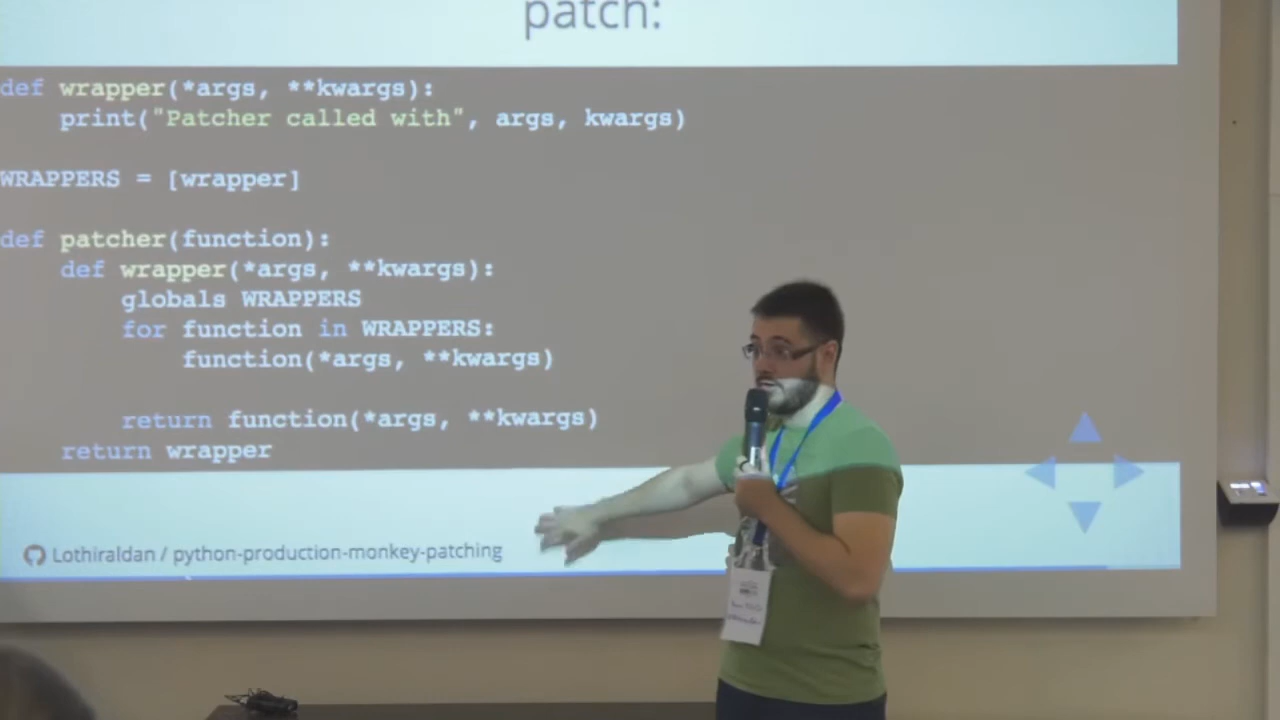 patch:
def wrapper(*args, **kwargs):
    print("Patcher called with", args, kwargs)
WRAPPERS = [wrapper]
def patcher(function):
    def wrapper(*args, **kwargs):
        globals WRAPPERS
        for function in WRAPPERS:
            function(*args, **kwargs)
        return function(*args, **kwargs)
    return wrapper
Lothiraldan / python-production-monkey-patching